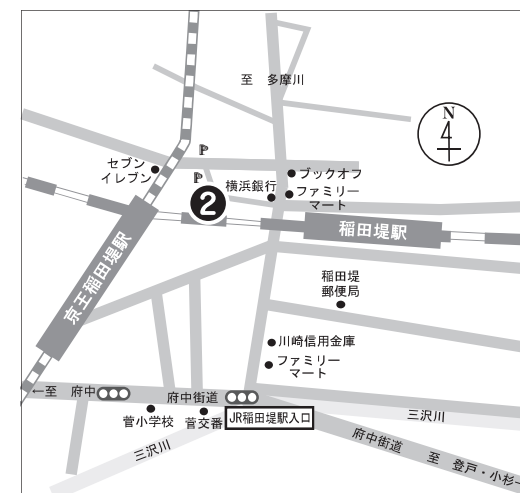 至 多摩川
N
P
セブン
イレブン
P
ブックオフ
横浜銀行
ファミリー
マート
2
稲田堤駅
京王稲田堤駅
稲田堤
郵便局
川崎信用金庫
ファミリー
マート
←至 府中
府中街道
菅小学校
菅交番
JR稲田堤駅入口
三沢川
三沢川
府中街道 至 登戸・小杉→